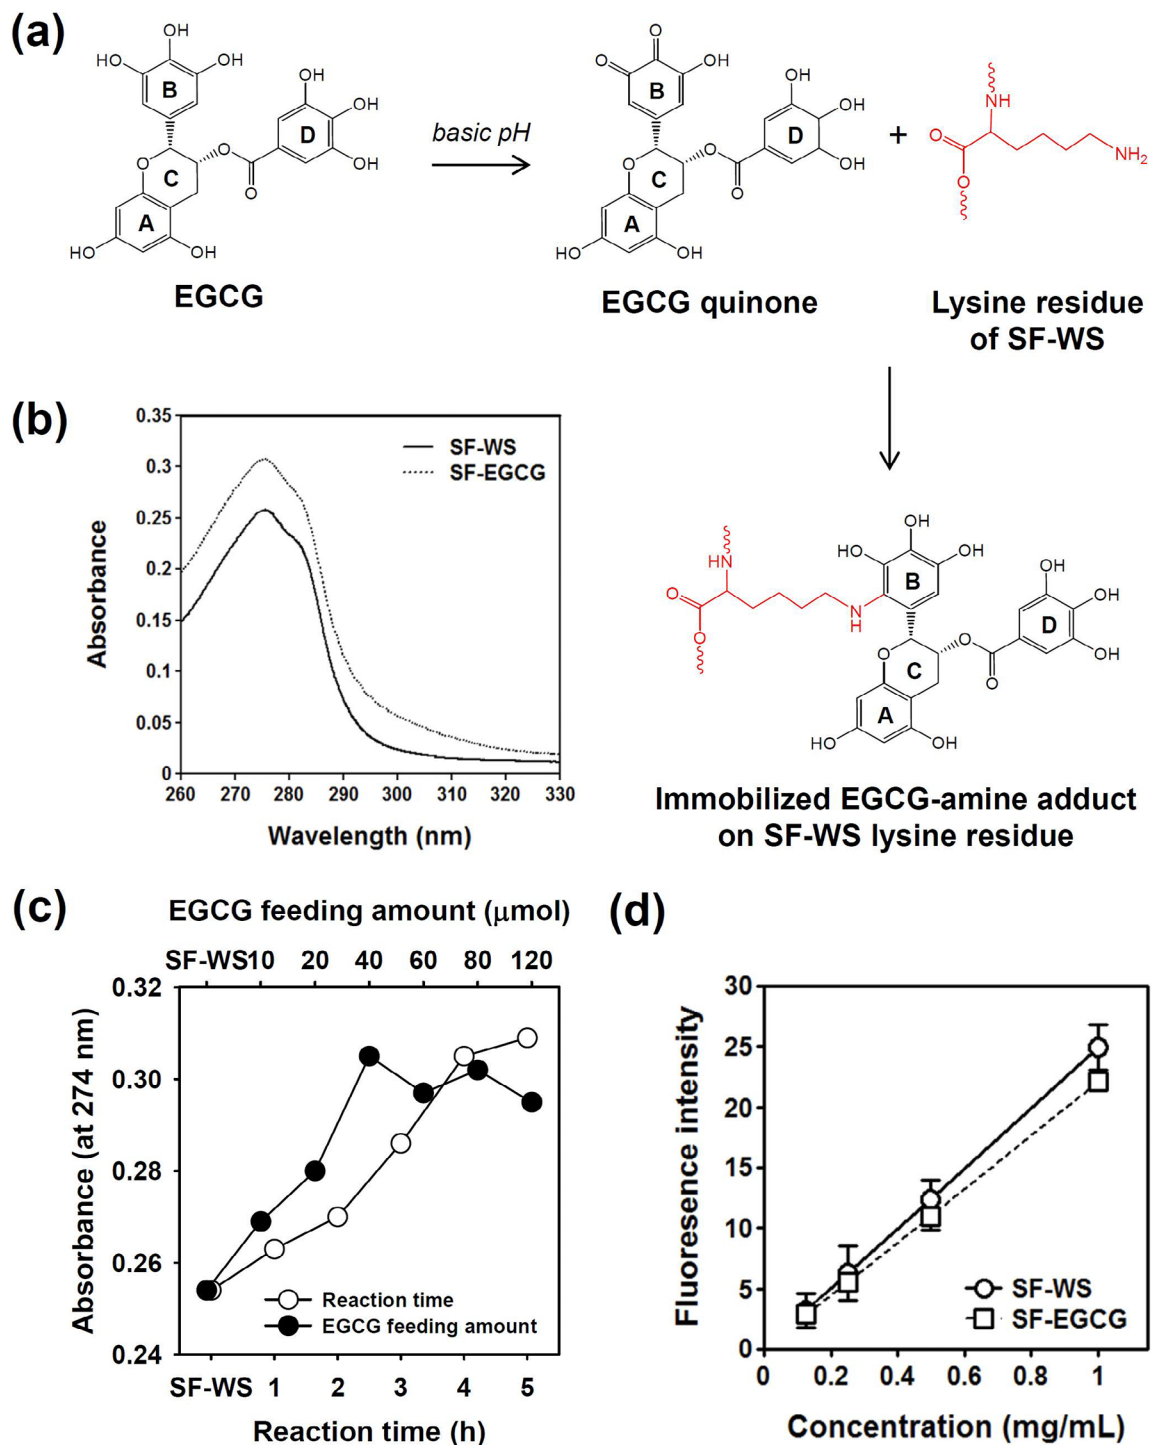 (a)
OH
HO
OH
B
OH
OH
D
OH
O
O
C
O
A
HO
OH
EGCG
basic pH
O
O
OH
B
OH
OH
D
OH
O
O
C
O
A
HO
OH
EGCG quinone
+
NH
O
O
NH2
Lysine residue
of SF-WS
(b)
0.35
0.3
0.25
0.2
0.15
0.1
0.05
0
Absorbance
SF-WS
SF-EGCG
260 270 280 290 300 310 320 330
Wavelength (nm)
OH
HO
OH
B
HN
O
O
N
H
OH
OH
D
OH
O
O
C
O
A
HO
OH
Immobilized EGCG-amine adduct
on SF-WS lysine residue
(c)
EGCG feeding amount (μmol)
SF-WS 10 20 40 60 80 120
0.32
0.30
0.28
0.26
0.24
Absorbance (at 274 nm)
Reaction time
EGCG feeding amount
SF-WS 1 2 3 4 5
Reaction time (h)
(d)
30
25
20
15
10
5
0
Fluoresence intensity
SF-WS
SF-EGCG
0 0.2 0.4 0.6 0.8 1
Concentration (mg/mL)